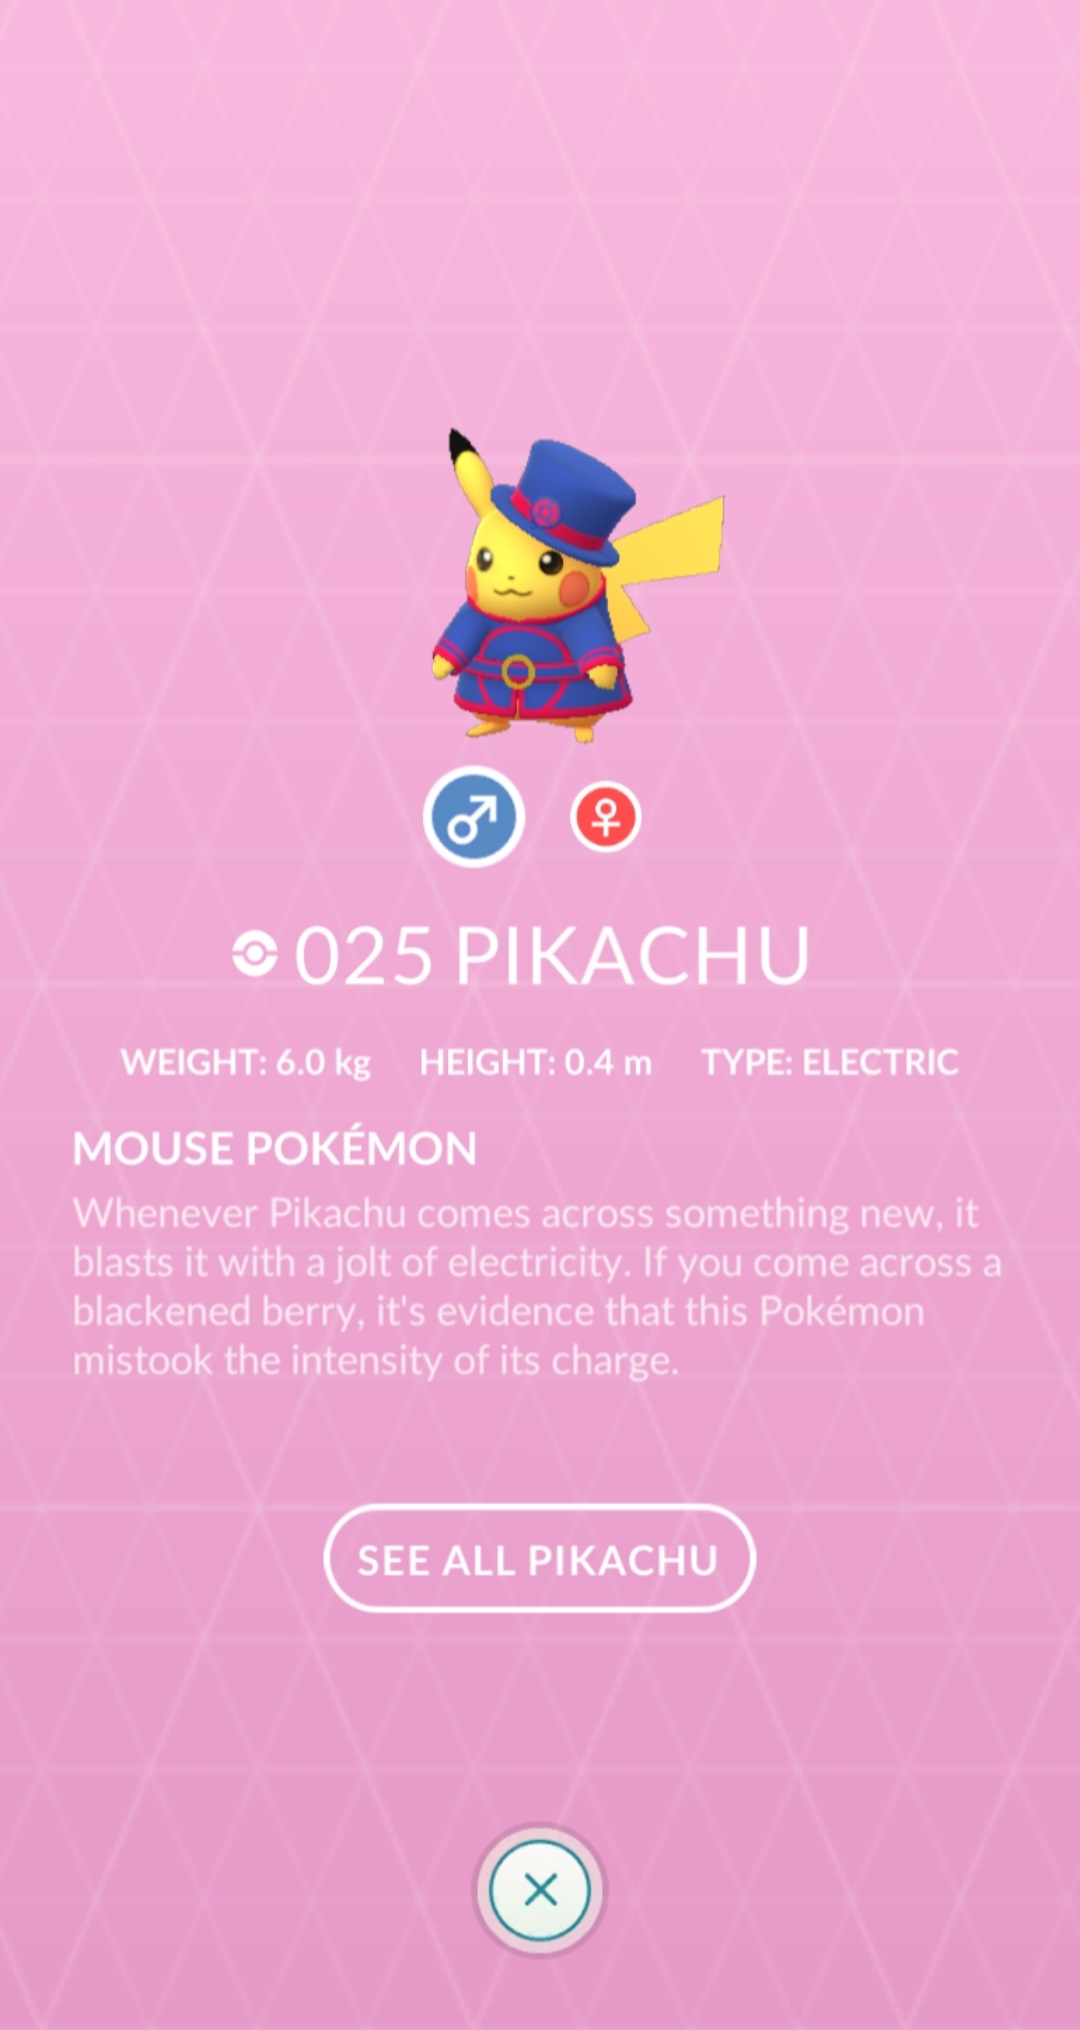 025 PIKACHU
WEIGHT: 6.0 kg HEIGHT: 0.4 m TYPE: ELECTRIC
MOUSE POKÉMON
Whenever Pikachu comes across something new, it
blasts it with a jolt of electricity. If you come across a
blackened berry, it's evidence that this Pokémon
mistook the intensity of its charge.
SEE ALL PIKACHU